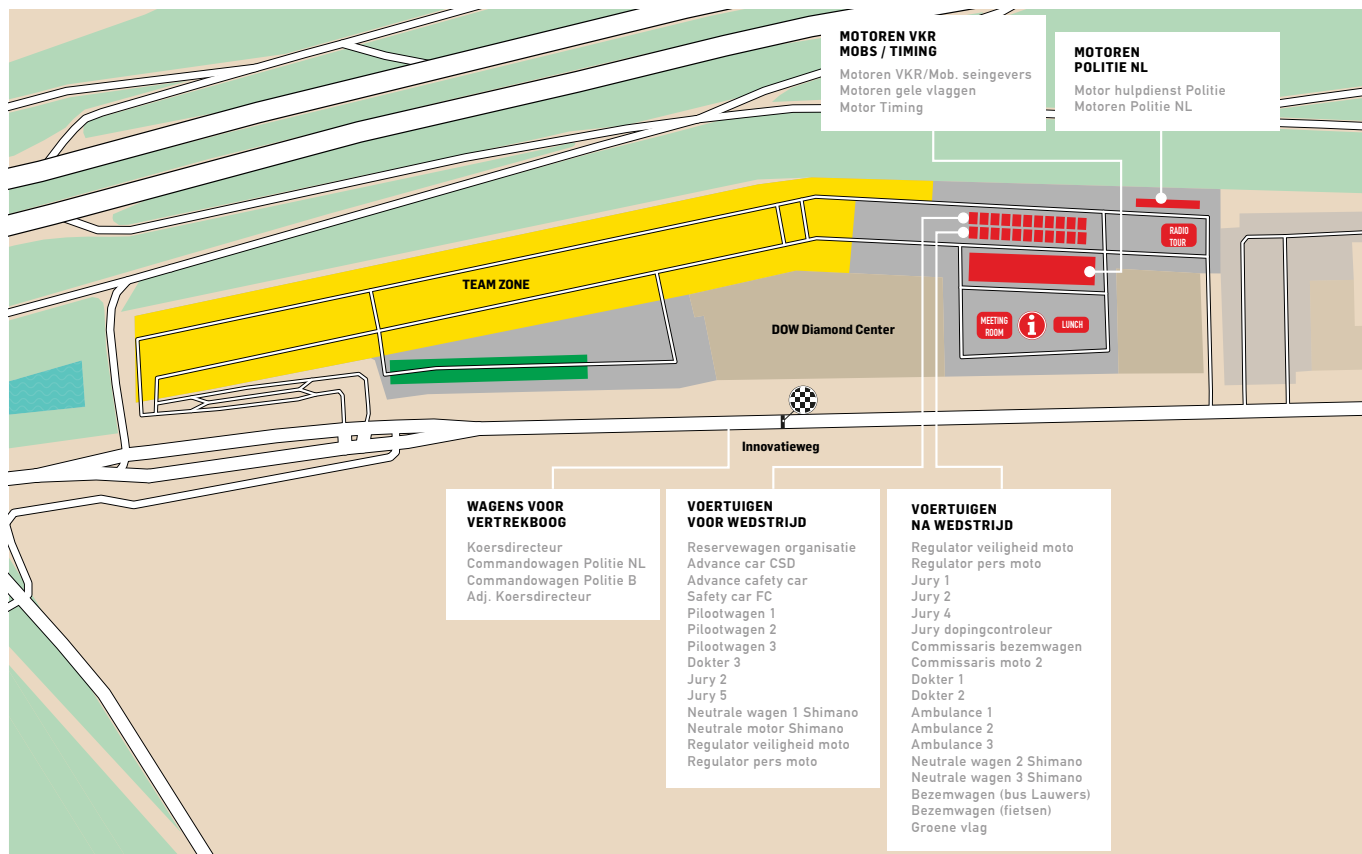 MOTOREN VKR
MOBS / TIMING
Motoren VKR/Mob. seingevers
Motoren gele vlaggen
Motor Timing
MOTOREN
POLITIE NL
Motor hulpdienst Politie
Motoren Politie NL
RADIO
TOUR
TEAM ZONE
DOW Diamond Center
MEETING
ROOM
i
LUNCH
Innovatieweg
WAGENS VOOR
VERTREKBOOG
Koersdirecteur
Commandowagen Politie NL
Commandowagen Politie B
Adj. Koersdirecteur
VOERTUIGEN
VOOR WEDSTRIJD
Reservewagen organisatie
Advance car CSD
Advance cafety car
Safety car FC
Pilootwagen 1
Pilootwagen 2
Pilootwagen 3
Dokter 3
Jury 2
Jury 5
Neutrale wagen 1 Shimano
Neutrale motor Shimano
Regulator veiligheid moto
Regulator pers moto
VOERTUIGEN
NA WEDSTRIJD
Regulator veiligheid moto
Regulator pers moto
Jury 1
Jury 2
Jury 4
Jury dopingcontroleur
Commissaris bezemwagen
Commissaris moto 2
Dokter 1
Dokter 2
Ambulance 1
Ambulance 2
Ambulance 3
Neutrale wagen 2 Shimano
Neutrale wagen 3 Shimano
Bezemwagen (bus Lauwers)
Bezemwagen (fietsen)
Groene vlag